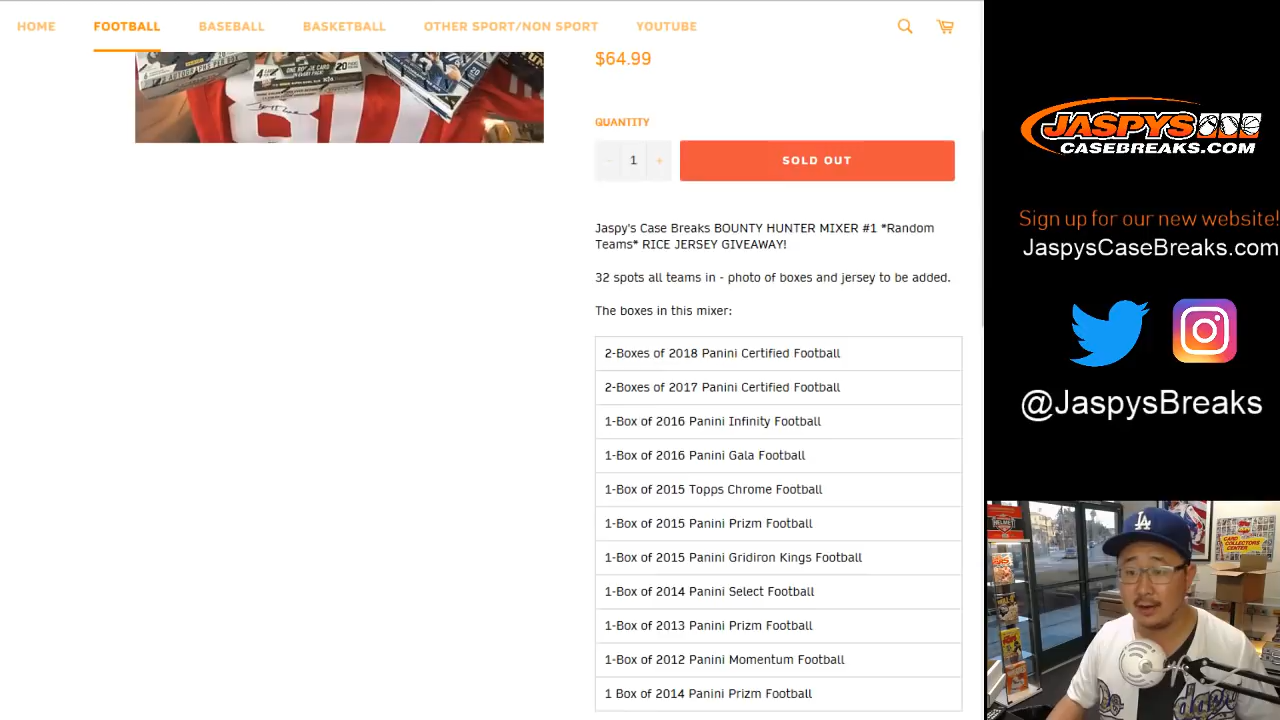 HOME FOOTBALL BASEBALL BASKETBALL OTHER SPORT/NON SPORT YOUTUBE
$64.99
QUANTITY
− 1 + SOLD OUT
Jaspy's Case Breaks BOUNTY HUNTER MIXER #1 *Random
Teams* RICE JERSEY GIVEAWAY!
32 spots all teams in - photo of boxes and jersey to be added.
The boxes in this mixer:
2-Boxes of 2018 Panini Certified Football
2-Boxes of 2017 Panini Certified Football
1-Box of 2016 Panini Infinity Football
1-Box of 2016 Panini Gala Football
1-Box of 2015 Topps Chrome Football
1-Box of 2015 Panini Prizm Football
1-Box of 2015 Panini Gridiron Kings Football
1-Box of 2014 Panini Select Football
1-Box of 2013 Panini Prizm Football
1-Box of 2012 Panini Momentum Football
1 Box of 2014 Panini Prizm Football
JASPYS
CASEBREAKS.COM
Sign up for our new website!
JaspysCaseBreaks.com
@JaspysBreaks
LA